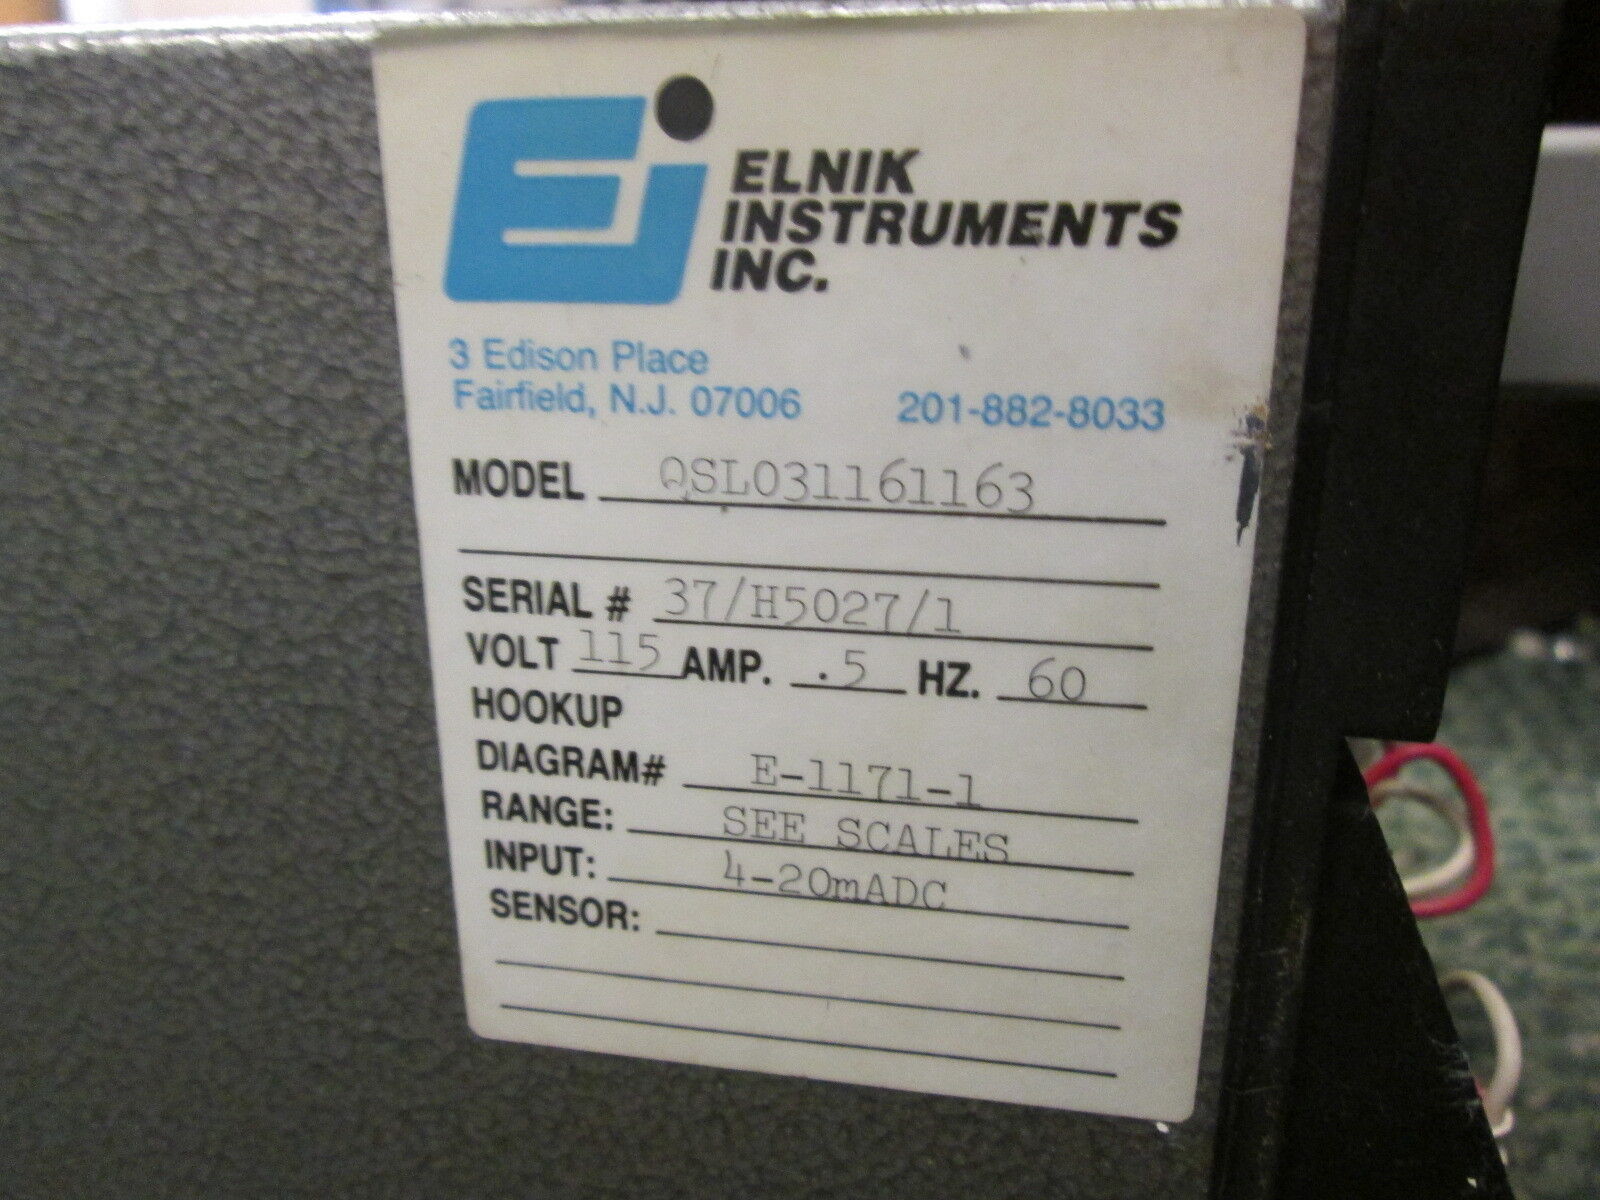 Ei ELNIK
INSTRUMENTS
INC.
3 Edison Place
Fairfield, N.J. 07006 201-882-8033
MODEL QSL031161163
SERIAL # 37/H5027/1
VOLT 115 AMP. .5 HZ. 60
HOOKUP
DIAGRAM# E-1171-1
RANGE: SEE SCALES
INPUT: 4-20mADC
SENSOR: